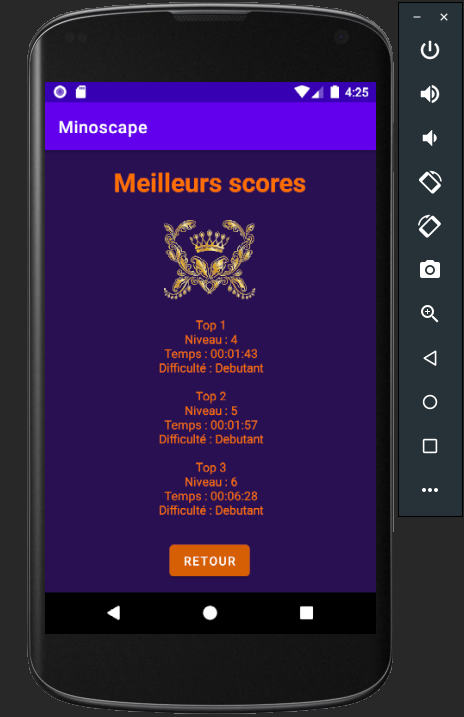 4:25
Minoscape
Meilleurs scores
Top 1
Niveau : 4
Temps : 00:01:43
Difficulté : Debutant
Top 2
Niveau : 5
Temps : 00:01:57
Difficulté : Debutant
Top 3
Niveau : 6
Temps : 00:06:28
Difficulté : Debutant
RETOUR